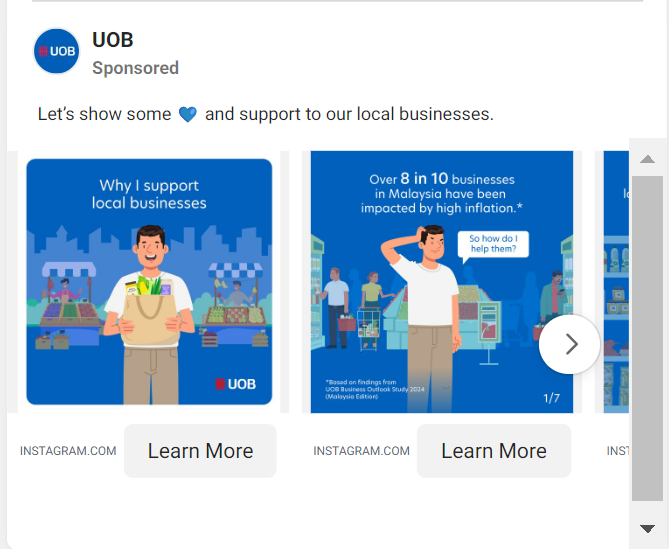 UOB
UOB
Sponsored
Let's show some 💙 and support to our local businesses.
Why I support
local businesses
UOB
Over 8 in 10 businesses
in Malaysia have been
impacted by high inflation.*
So how do I
help them?
*Based on findings from
UOB Business Outlook Study 2024
(Malaysia Edition)
1/7
INSTAGRAM.COM
Learn More
INSTAGRAM.COM
Learn More